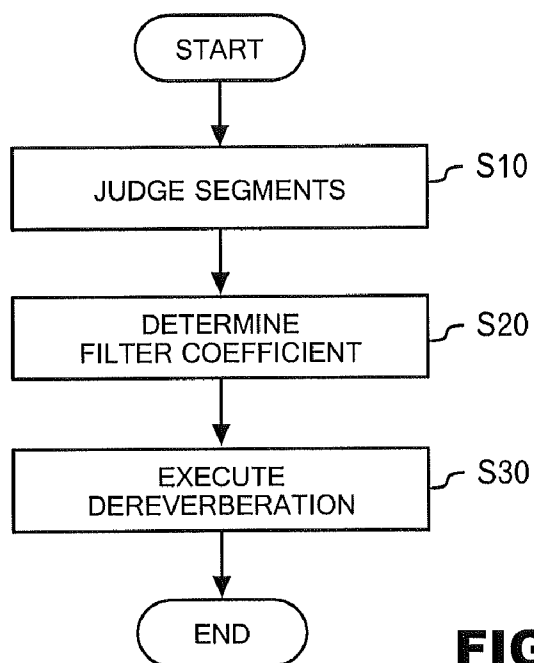 START
JUDGE SEGMENTS
S10
DETERMINE
FILTER COEFFICIENT
S20
EXECUTE
DEREVERBERATION
S30
END
FIG